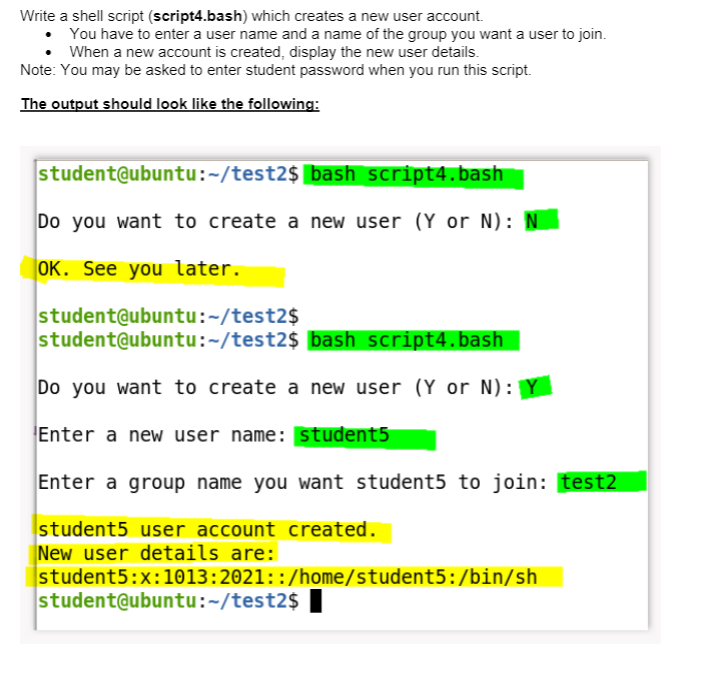 Write a shell script (script4.bash) which creates a new user account.
• You have to enter a user name and a name of the group you want a user to join.
• When a new account is created, display the new user details.
Note: You may be asked to enter student password when you run this script.
The output should look like the following:
student@ubuntu:~/test2$ bash script4.bash
Do you want to create a new user (Y or N): N
OK. See you later.
student@ubuntu:~/test2$
student@ubuntu:~/test2$ bash script4.bash
Do you want to create a new user (Y or N): Y
Enter a new user name: student5
Enter a group name you want student5 to join: test2
student5 user account created.
New user details are:
student5:x:1013:2021::/home/student5:/bin/sh
student@ubuntu:~/test2$